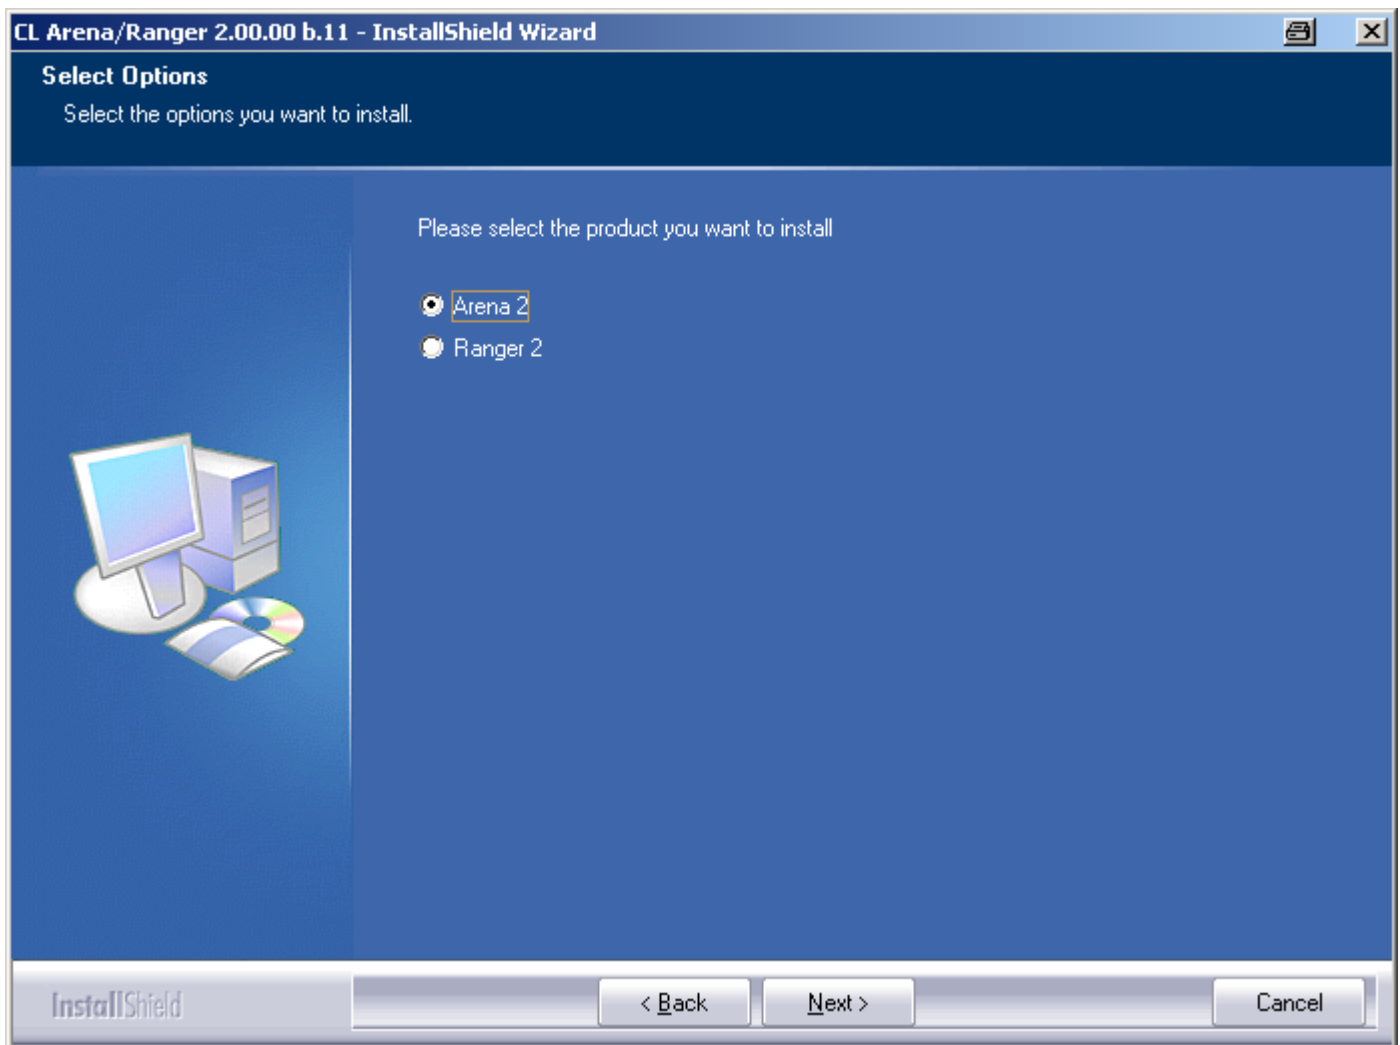 CL Arena/Ranger 2.00.00 b.11 - InstallShield Wizard
Select Options
Select the options you want to install.
Please select the product you want to install
Arena 2
Ranger 2
InstallShield
< Back
Next >
Cancel